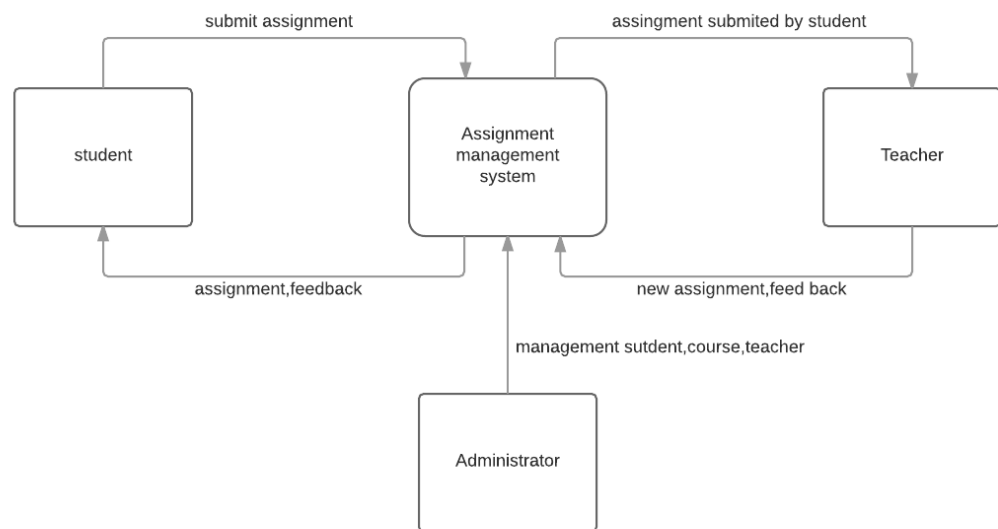 submit assignment
assingment submited by student
student
Assignment
management
system
Teacher
assignment,feedback
new assignment,feed back
management sutdent,course,teacher
Administrator